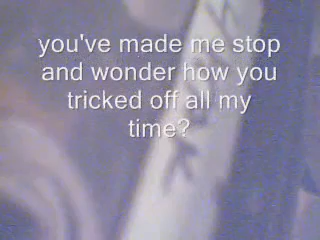 you've made me stop
and wonder how you
tricked off all my
time?